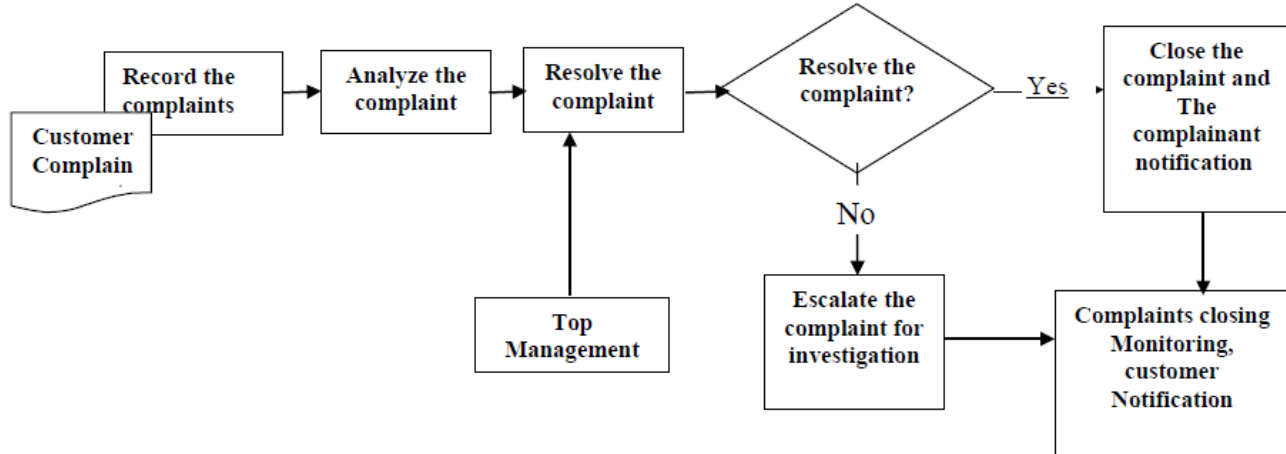 Record the
complaints
Customer
Complain
Analyze the
complaint
Resolve the
complaint
Resolve the
complaint?
Yes
Close the
complaint and
The
complainant
notification
No
Top
Management
Escalate the
complaint for
investigation
Complaints closing
Monitoring,
customer
Notification